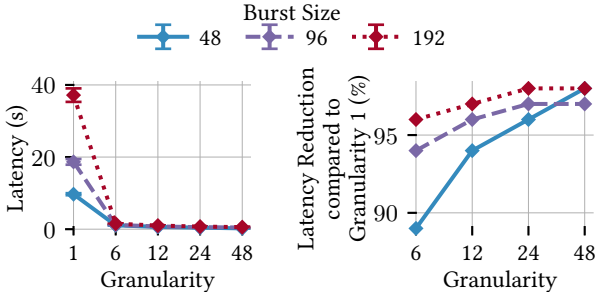 Burst Size
48
96
192
Latency (s)
40
20
0
1
6
12
24
48
Granularity
Latency Reduction
compared to
Granularity 1 (%)
95
90
6
12
24
48
Granularity